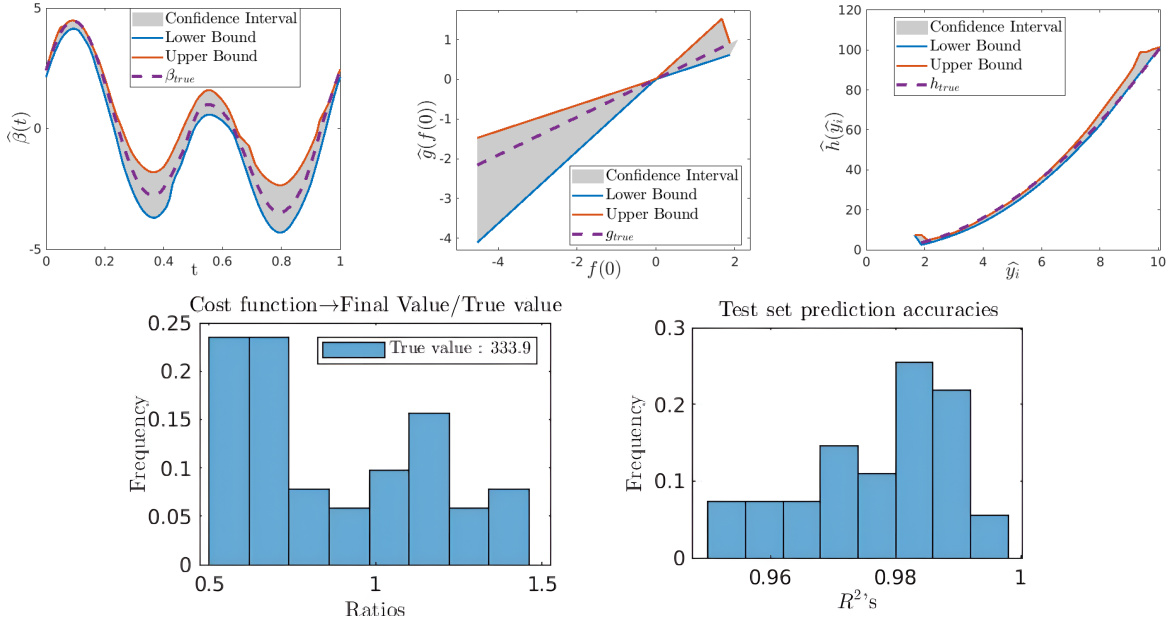 Confidence Interval
Lower Bound
Upper Bound
β_true
5
0
-5
β̂(t)
0 0.2 0.4 0.6 0.8 1
t
1
0
-1
-2
-3
-4
ĝ(f(0))
Confidence Interval
Lower Bound
Upper Bound
g_true
-4 -2 0 2
f(0)
120
100
80
60
40
20
0
ĥ(ŷ_i)
Confidence Interval
Lower Bound
Upper Bound
h_true
0 2 4 6 8 10
ŷ_i
Cost function→Final Value/True value
True value : 333.9
0.25
0.2
0.15
0.1
0.05
0
Frequency
0.5 1 1.5
Ratios
Test set prediction accuracies
0.3
0.2
0.1
0
Frequency
0.96 0.98 1
R²'s